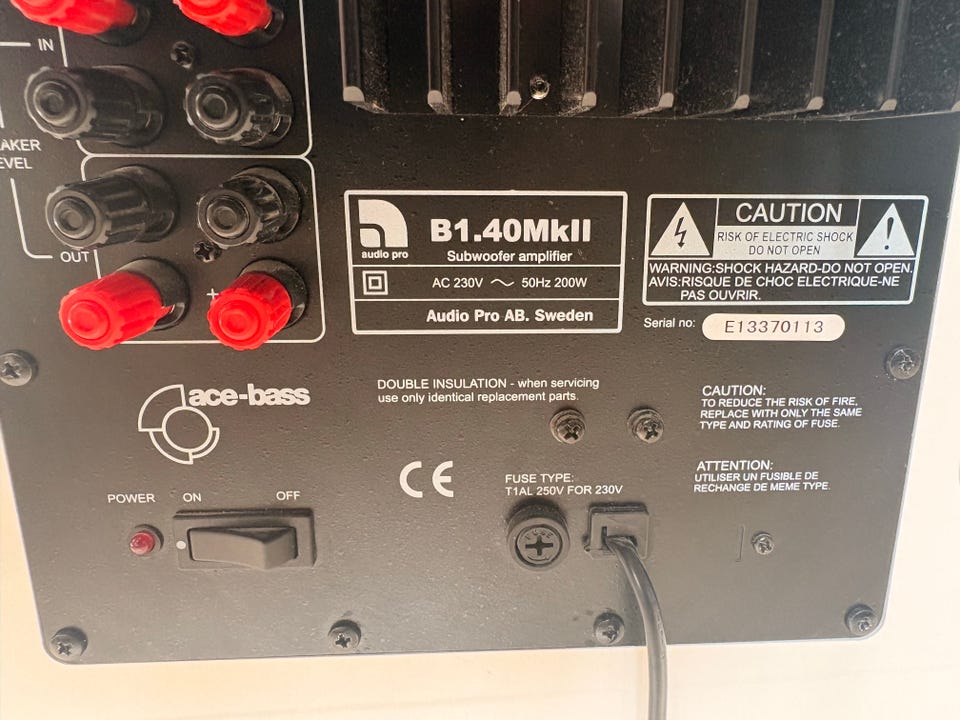 IN
OUT
+
audio pro
B1.40MkII
Subwoofer amplifier
AC 230V ~ 50Hz 200W
Audio Pro AB. Sweden
CAUTION
RISK OF ELECTRIC SHOCK
DO NOT OPEN
WARNING:SHOCK HAZARD-DO NOT OPEN.
AVIS:RISQUE DE CHOC ELECTRIQUE-NE
PAS OUVRIR.
Serial no: E13370113
ace-bass
DOUBLE INSULATION - when servicing
use only identical replacement parts.
CAUTION:
TO REDUCE THE RISK OF FIRE,
REPLACE WITH ONLY THE SAME
TYPE AND RATING OF FUSE.
CE
FUSE TYPE:
T1AL 250V FOR 230V
ATTENTION:
UTILISER UN FUSIBLE DE
RECHANGE DE MEME TYPE.
POWER ON OFF